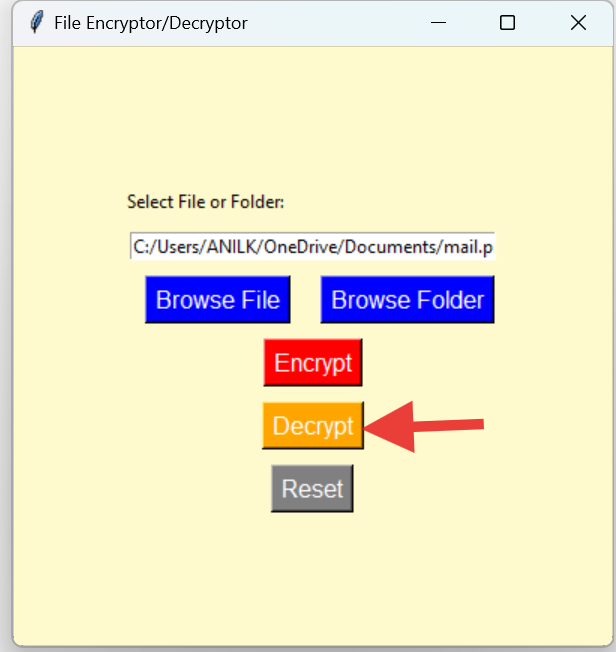 File Encryptor/Decryptor
Select File or Folder:
C:/Users/ANILK/OneDrive/Documents/mail.p
Browse File Browse Folder
Encrypt
Decrypt
Reset